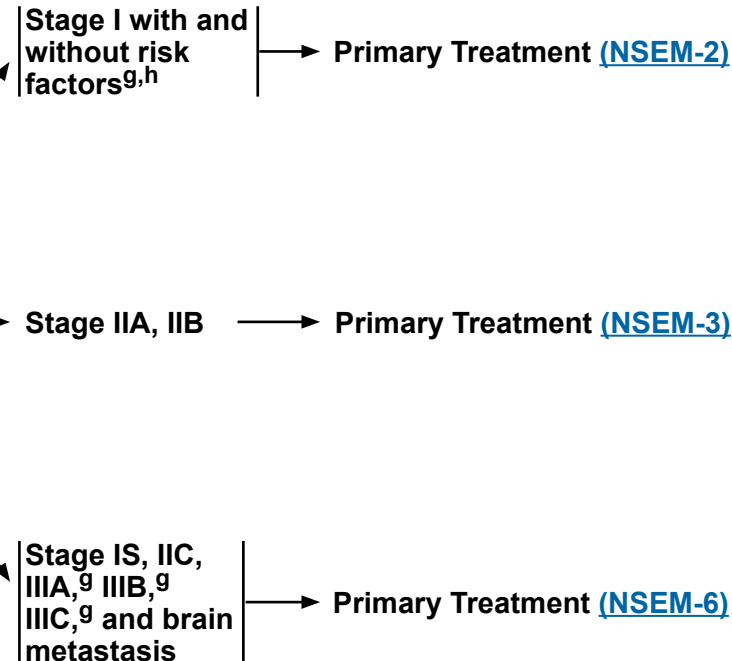 Stage I with and
without risk
factorsg,h
Primary Treatment (NSEM-2)
Stage IIA, IIB
Primary Treatment (NSEM-3)
Stage IS, IIC,
IIIA,g IIIB,g
IIIC,g and brain
metastasis
Primary Treatment (NSEM-6)